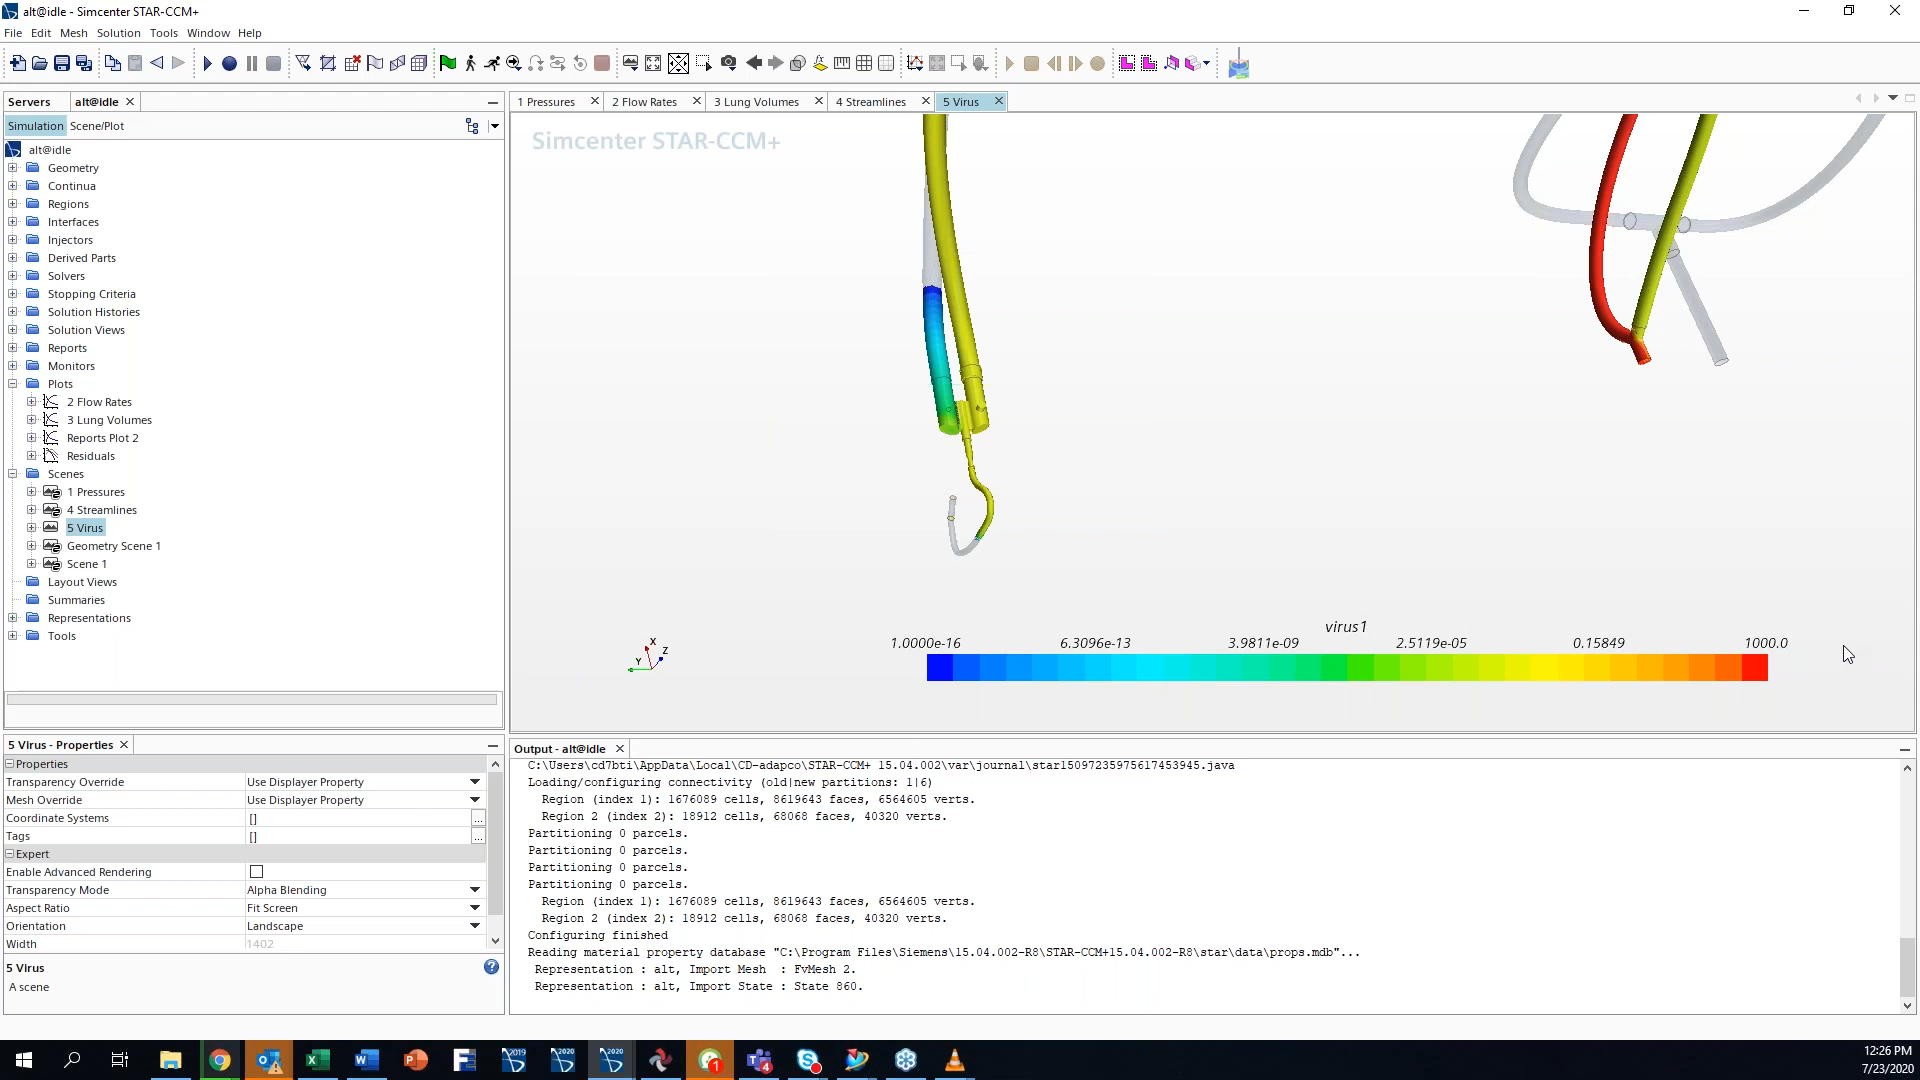 alt@idle - Simcenter STAR-CCM+
File Edit Mesh Solution Tools Window Help
Servers alt@idle
Simulation Scene/Plot
alt@idle
Geometry
Continua
Regions
Interfaces
Injectors
Derived Parts
Solvers
Stopping Criteria
Solution Histories
Solution Views
Reports
Monitors
Plots
2 Flow Rates
3 Lung Volumes
Reports Plot 2
Residuals
Scenes
1 Pressures
4 Streamlines
5 Virus
Geometry Scene 1
Scene 1
Layout Views
Summaries
Representations
Tools
5 Virus - Properties
Properties
Transparency Override Use Displayer Property
Mesh Override Use Displayer Property
Coordinate Systems []
Tags []
Expert
Enable Advanced Rendering
Transparency Mode Alpha Blending
Aspect Ratio Fit Screen
Orientation Landscape
Width 1402
5 Virus
A scene
1 Pressures 2 Flow Rates 3 Lung Volumes 4 Streamlines 5 Virus
Simcenter STAR-CCM+
X
Y Z
virus1
1.0000e-16 6.3096e-13 3.9811e-09 2.5119e-05 0.15849 1000.0
Output - alt@idle
C:\Users\cd7bti\AppData\Local\CD-adapco\STAR-CCM+ 15.04.002\var\journal\star15097235975617453945.java
Loading/configuring connectivity (old|new partitions: 1|6)
Region (index 1): 1676089 cells, 8619643 faces, 6564605 verts.
Region 2 (index 2): 18912 cells, 68068 faces, 40320 verts.
Partitioning 0 parcels.
Partitioning 0 parcels.
Partitioning 0 parcels.
Partitioning 0 parcels.
Region (index 1): 1676089 cells, 8619643 faces, 6564605 verts.
Region 2 (index 2): 18912 cells, 68068 faces, 40320 verts.
Configuring finished
Reading material property database "C:\Program Files\Siemens\15.04.002-R8\STAR-CCM+15.04.002-R8\star\data\props.mdb"...
Representation : alt, Import Mesh : FvMesh 2.
Representation : alt, Import State : State 860.
2019 2020 2020
1
4
12:26 PM
7/23/2020